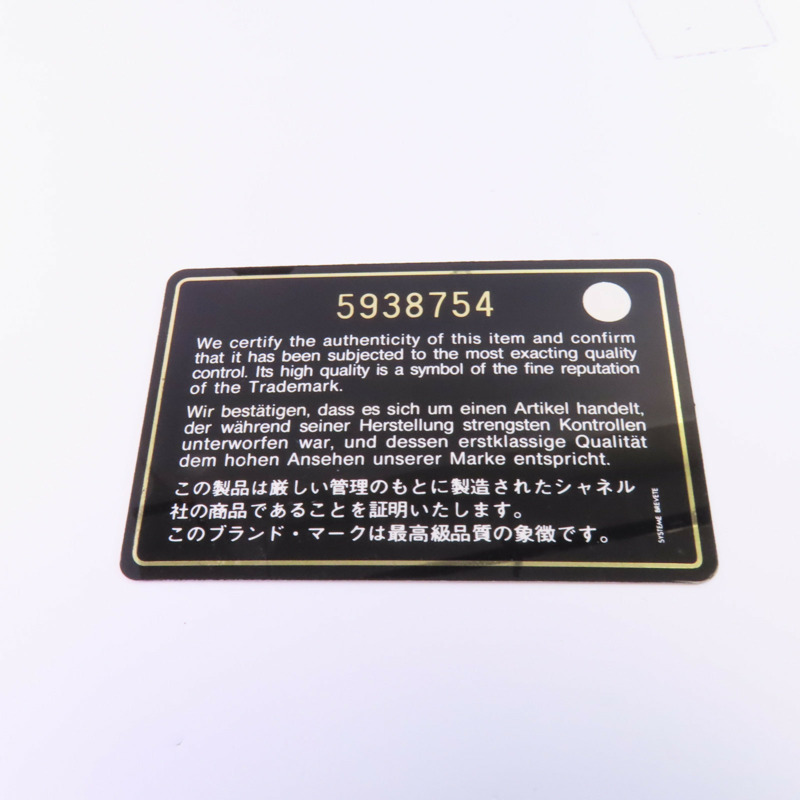 5938754
We certify the authenticity of this item and confirm
that it has been subjected to the most exacting quality
control. Its high quality is a symbol of the fine reputation
of the Trademark.
Wir bestätigen, dass es sich um einen Artikel handelt,
der während seiner Herstellung strengsten Kontrollen
unterworfen war, und dessen erstklassige Qualität
dem hohen Ansehen unserer Marke entspricht.
この製品は厳しい管理のもとに製造されたシャネル
社の商品であることを証明いたします。
このブランド・マークは最高級品質の象徴です。
SYSTEME BREVETE